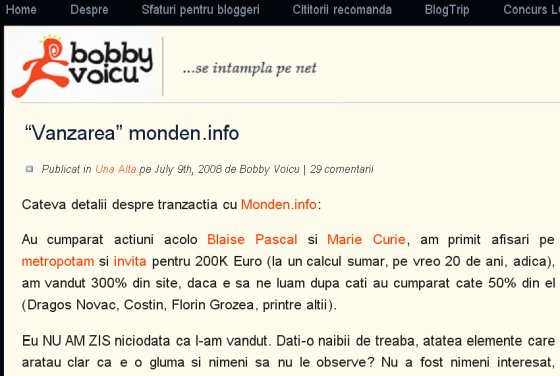 Home Despre Sfaturi pentru bloggeri Cititorii recomanda BlogTrip Concurs
bobby
voicu
...se intampla pe net
“Vanzarea” monden.info
Publicat in Una Alta pe July 9th, 2008 de Bobby Voicu | 29 comentarii
Cateva detalii despre tranzactia cu Monden.info:
Au cumparat actiuni acolo Blaise Pascal si Marie Curie, am primit afisari pe
metropotam si invita pentru 200K Euro (la un calcul sumar, pe vreo 20 de ani, adica),
am vandut 300% din site, daca e sa ne luam dupa cati au cumparat cate 50% din el
(Dragos Novac, Costin, Florin Grozea, printre altii).
Eu NU AM ZIS niciodata ca l-am vandut. Dati-o naibii de treaba, atatea elemente care
aratau clar ca e o gluma si nimeni sa nu le observe? Nu a fost nimeni interesat,